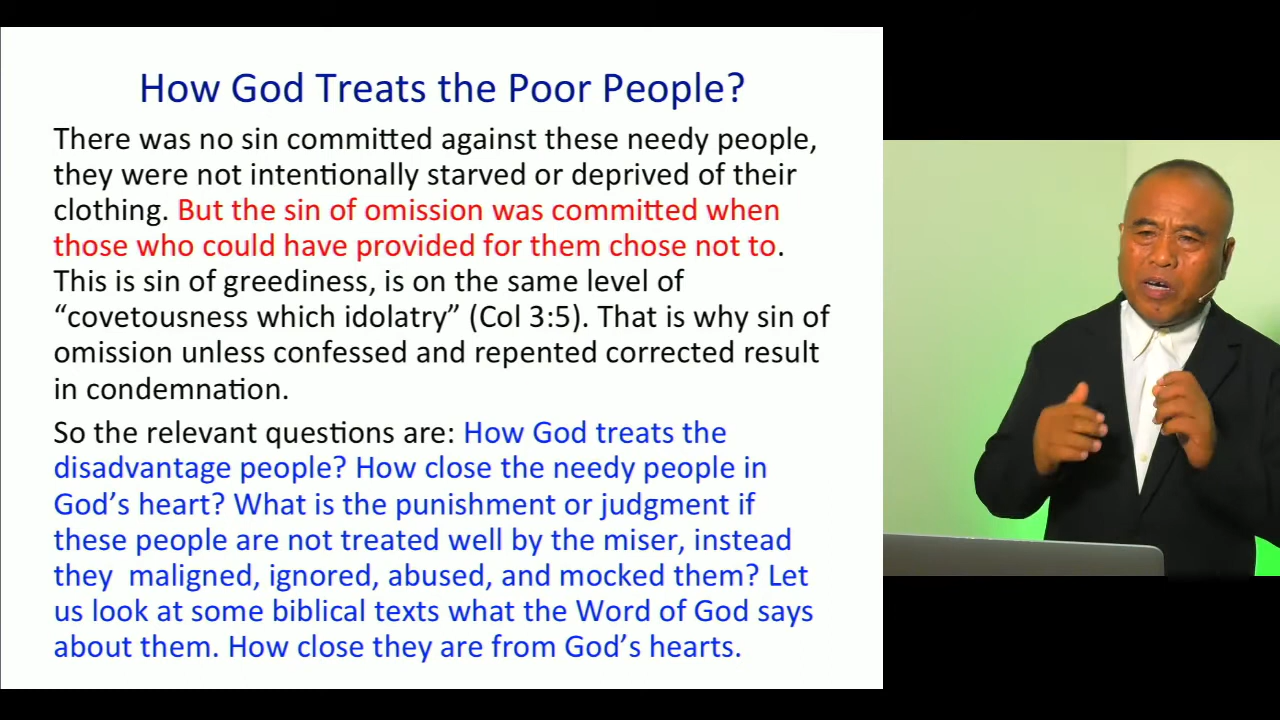 How God Treats the Poor People?
There was no sin committed against these needy people,
they were not intentionally starved or deprived of their
clothing. But the sin of omission was committed when
those who could have provided for them chose not to.
This is sin of greediness, is on the same level of
“covetousness which idolatry” (Col 3:5). That is why sin of
omission unless confessed and repented corrected result
in condemnation.
So the relevant questions are: How God treats the
disadvantage people? How close the needy people in
God’s heart? What is the punishment or judgment if
these people are not treated well by the miser, instead
they  maligned, ignored, abused, and mocked them? Let
us look at some biblical texts what the Word of God says
about them. How close they are from God’s hearts.